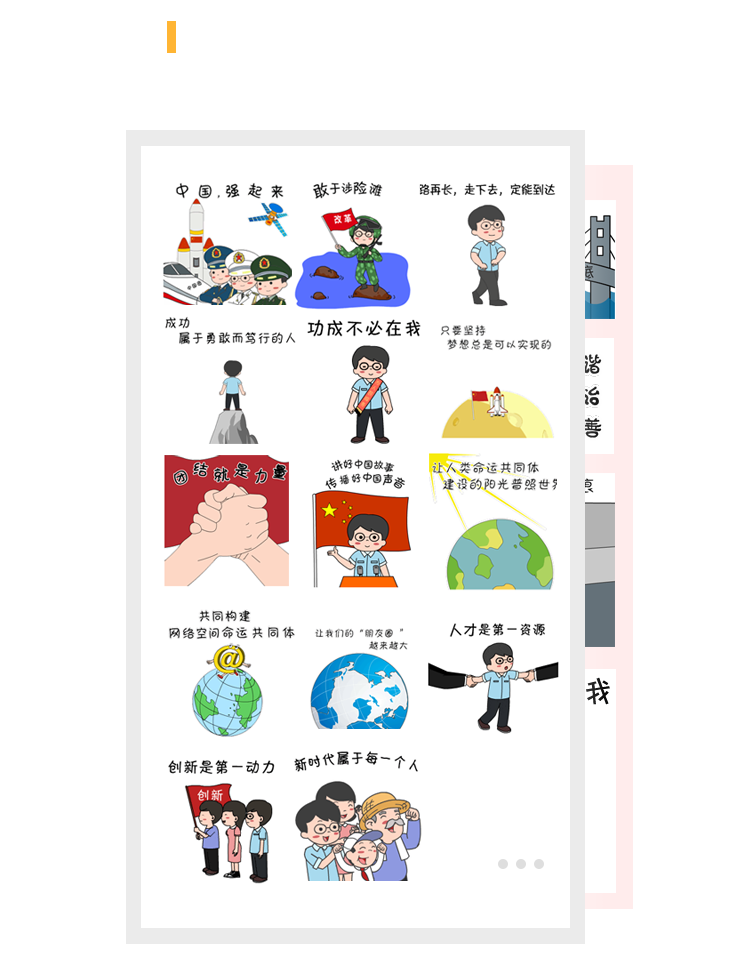 中国,强起来
敢于涉险滩
路再长，走下去，定能到达
改革
成功
属于勇敢而笃行的人
功成不必在我
只要坚持
梦想总是可以实现的
团结就是力量
讲好中国故事
传播好中国声音
让人类命运共同体
建设的阳光普照世界
共同构建
网络空间命运共同体
@
让我们的“朋友圈”
越来越大
人才是第一资源
创新是第一动力
创新
新时代属于每一个人
谐
善
我